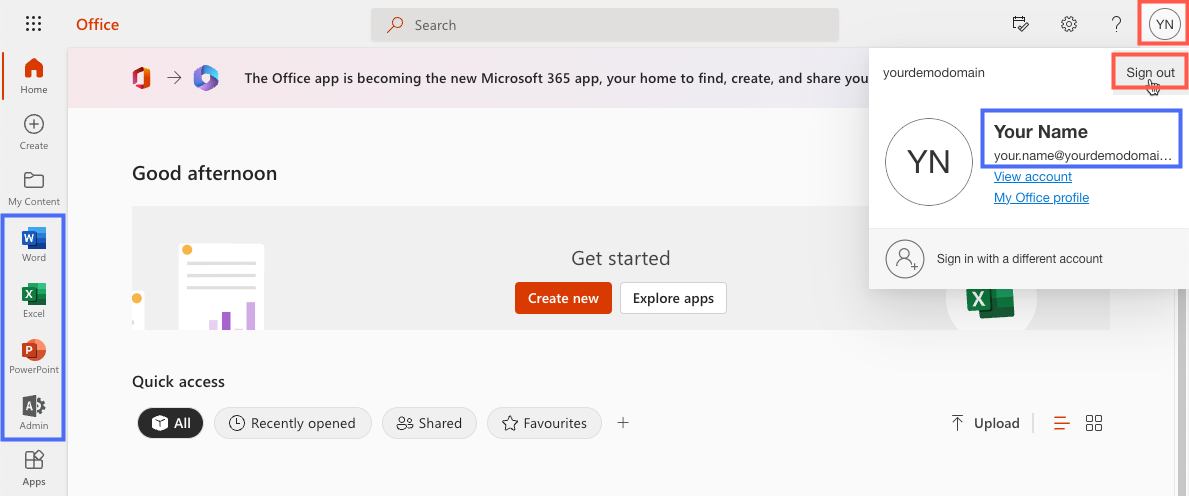 Office
Search
YN
Home
Create
My Content
Word
Excel
PowerPoint
Admin
Apps
The Office app is becoming the new Microsoft 365 app, your home to find, create, and share you
yourdemodomain
Sign out
YN
Your Name
your.name@yourdemodomai...
View account
My Office profile
Sign in with a different account
Good afternoon
Get started
Create new
Explore apps
Quick access
All
Recently opened
Shared
Favourites
Upload